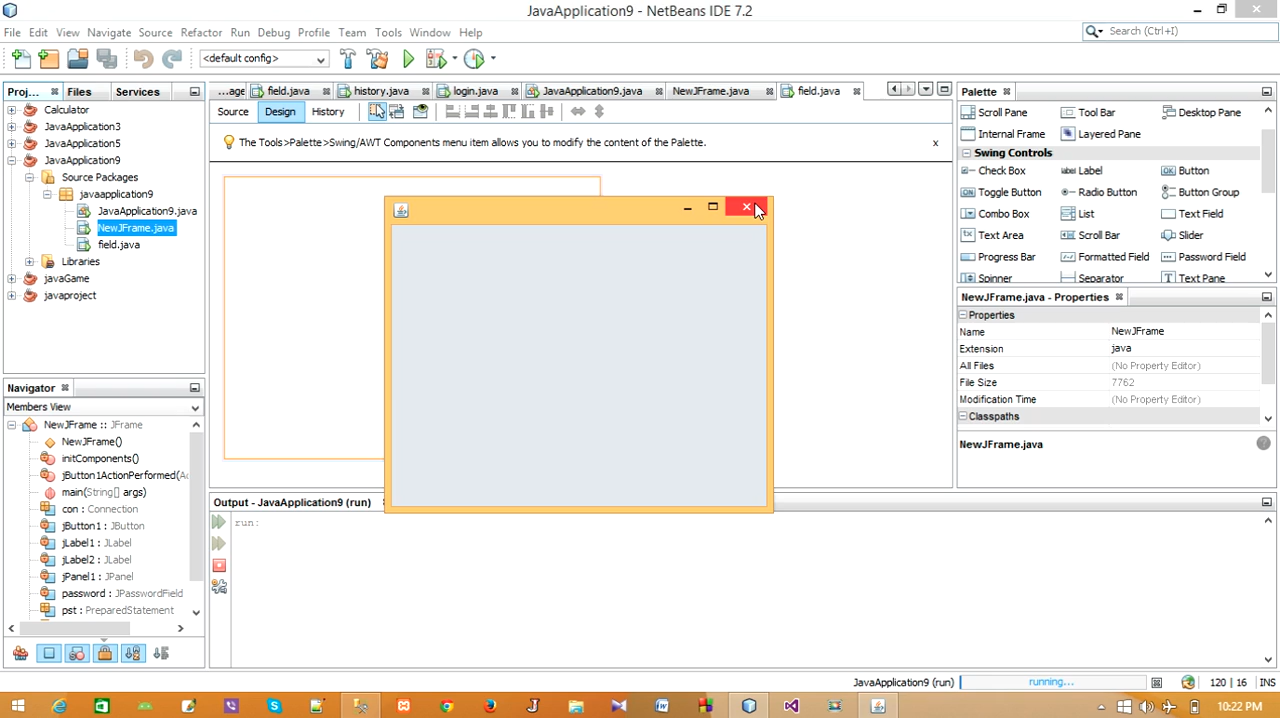 JavaApplication9 - NetBeans IDE 7.2
File Edit View Navigate Source Refactor Run Debug Profile Team Tools Window Help
Search (Ctrl+I)
<default config>
Proj... Files Services
...age field.java history.java login.java JavaApplication9.java NewJFrame.java field.java
Palette
Source Design History
The Tools>Palette>Swing/AWT Components menu item allows you to modify the content of the Palette.
Calculator
JavaApplication3
JavaApplication5
JavaApplication9
Source Packages
javaapplication9
JavaApplication9.java
NewJFrame.java
field.java
Libraries
javaGame
javaproject
Scroll Pane Tool Bar Desktop Pane
Internal Frame Layered Pane
Swing Controls
Check Box Label Button
Toggle Button Radio Button Button Group
Combo Box List Text Field
Text Area Scroll Bar Slider
Progress Bar Formatted Field Password Field
Spinner Separator Text Pane
NewJFrame.java - Properties
Properties
Name NewJFrame
Extension java
All Files (No Property Editor)
File Size 7762
Modification Time (No Property Editor)
Classpaths
NewJFrame.java
Navigator
Members View
NewJFrame :: JFrame
NewJFrame()
initComponents()
jButton1ActionPerformed(Ac
main(String[] args)
con : Connection
jButton1 : JButton
jLabel1 : JLabel
jLabel2 : JLabel
jPanel1 : JPanel
password : JPasswordField
pst : PreparedStatement
Output - JavaApplication9 (run)
run:
JavaApplication9 (run) running... 120 | 16 INS
10:22 PM